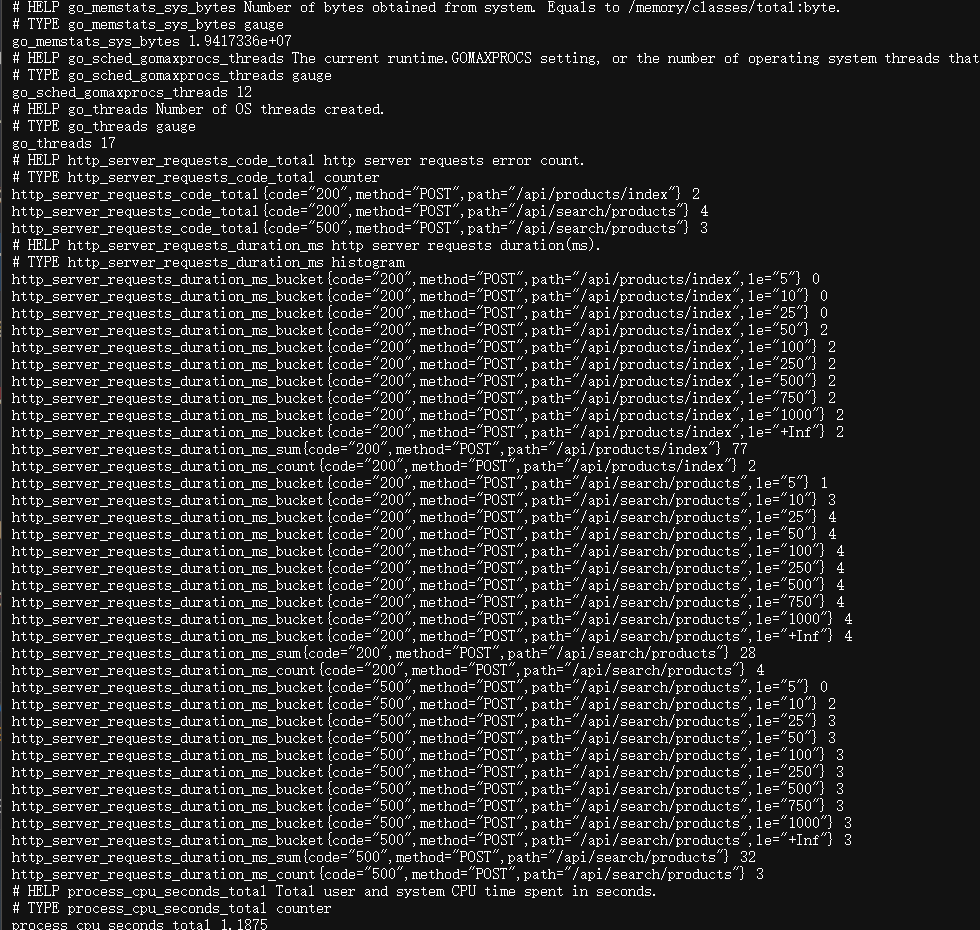 # HELP go_memstats_sys_bytes Number of bytes obtained from system. Equals to /memory/classes/total:byte.
# TYPE go_memstats_sys_bytes gauge
go_memstats_sys_bytes 1.9417336e+07
# HELP go_sched_gomaxprocs_threads The current runtime.GOMAXPROCS setting, or the number of operating system threads that
# TYPE go_sched_gomaxprocs_threads gauge
go_sched_gomaxprocs_threads 12
# HELP go_threads Number of OS threads created.
# TYPE go_threads gauge
go_threads 17
# HELP http_server_requests_code_total http server requests error count.
# TYPE http_server_requests_code_total counter
http_server_requests_code_total{code="200",method="POST",path="/api/products/index"} 2
http_server_requests_code_total{code="200",method="POST",path="/api/search/products"} 4
http_server_requests_code_total{code="500",method="POST",path="/api/search/products"} 3
# HELP http_server_requests_duration_ms http server requests duration(ms).
# TYPE http_server_requests_duration_ms histogram
http_server_requests_duration_ms_bucket{code="200",method="POST",path="/api/products/index",le="5"} 0
http_server_requests_duration_ms_bucket{code="200",method="POST",path="/api/products/index",le="10"} 0
http_server_requests_duration_ms_bucket{code="200",method="POST",path="/api/products/index",le="25"} 0
http_server_requests_duration_ms_bucket{code="200",method="POST",path="/api/products/index",le="50"} 2
http_server_requests_duration_ms_bucket{code="200",method="POST",path="/api/products/index",le="100"} 2
http_server_requests_duration_ms_bucket{code="200",method="POST",path="/api/products/index",le="250"} 2
http_server_requests_duration_ms_bucket{code="200",method="POST",path="/api/products/index",le="500"} 2
http_server_requests_duration_ms_bucket{code="200",method="POST",path="/api/products/index",le="750"} 2
http_server_requests_duration_ms_bucket{code="200",method="POST",path="/api/products/index",le="1000"} 2
http_server_requests_duration_ms_bucket{code="200",method="POST",path="/api/products/index",le="+Inf"} 2
http_server_requests_duration_ms_sum{code="200",method="POST",path="/api/products/index"} 77
http_server_requests_duration_ms_count{code="200",method="POST",path="/api/products/index"} 2
http_server_requests_duration_ms_bucket{code="200",method="POST",path="/api/search/products",le="5"} 1
http_server_requests_duration_ms_bucket{code="200",method="POST",path="/api/search/products",le="10"} 3
http_server_requests_duration_ms_bucket{code="200",method="POST",path="/api/search/products",le="25"} 4
http_server_requests_duration_ms_bucket{code="200",method="POST",path="/api/search/products",le="50"} 4
http_server_requests_duration_ms_bucket{code="200",method="POST",path="/api/search/products",le="100"} 4
http_server_requests_duration_ms_bucket{code="200",method="POST",path="/api/search/products",le="250"} 4
http_server_requests_duration_ms_bucket{code="200",method="POST",path="/api/search/products",le="500"} 4
http_server_requests_duration_ms_bucket{code="200",method="POST",path="/api/search/products",le="750"} 4
http_server_requests_duration_ms_bucket{code="200",method="POST",path="/api/search/products",le="1000"} 4
http_server_requests_duration_ms_bucket{code="200",method="POST",path="/api/search/products",le="+Inf"} 4
http_server_requests_duration_ms_sum{code="200",method="POST",path="/api/search/products"} 28
http_server_requests_duration_ms_count{code="200",method="POST",path="/api/search/products"} 4
http_server_requests_duration_ms_bucket{code="500",method="POST",path="/api/search/products",le="5"} 0
http_server_requests_duration_ms_bucket{code="500",method="POST",path="/api/search/products",le="10"} 2
http_server_requests_duration_ms_bucket{code="500",method="POST",path="/api/search/products",le="25"} 3
http_server_requests_duration_ms_bucket{code="500",method="POST",path="/api/search/products",le="50"} 3
http_server_requests_duration_ms_bucket{code="500",method="POST",path="/api/search/products",le="100"} 3
http_server_requests_duration_ms_bucket{code="500",method="POST",path="/api/search/products",le="250"} 3
http_server_requests_duration_ms_bucket{code="500",method="POST",path="/api/search/products",le="500"} 3
http_server_requests_duration_ms_bucket{code="500",method="POST",path="/api/search/products",le="750"} 3
http_server_requests_duration_ms_bucket{code="500",method="POST",path="/api/search/products",le="1000"} 3
http_server_requests_duration_ms_bucket{code="500",method="POST",path="/api/search/products",le="+Inf"} 3
http_server_requests_duration_ms_sum{code="500",method="POST",path="/api/search/products"} 32
http_server_requests_duration_ms_count{code="500",method="POST",path="/api/search/products"} 3
# HELP process_cpu_seconds_total Total user and system CPU time spent in seconds.
# TYPE process_cpu_seconds_total counter
process_cpu_seconds_total 1.1875